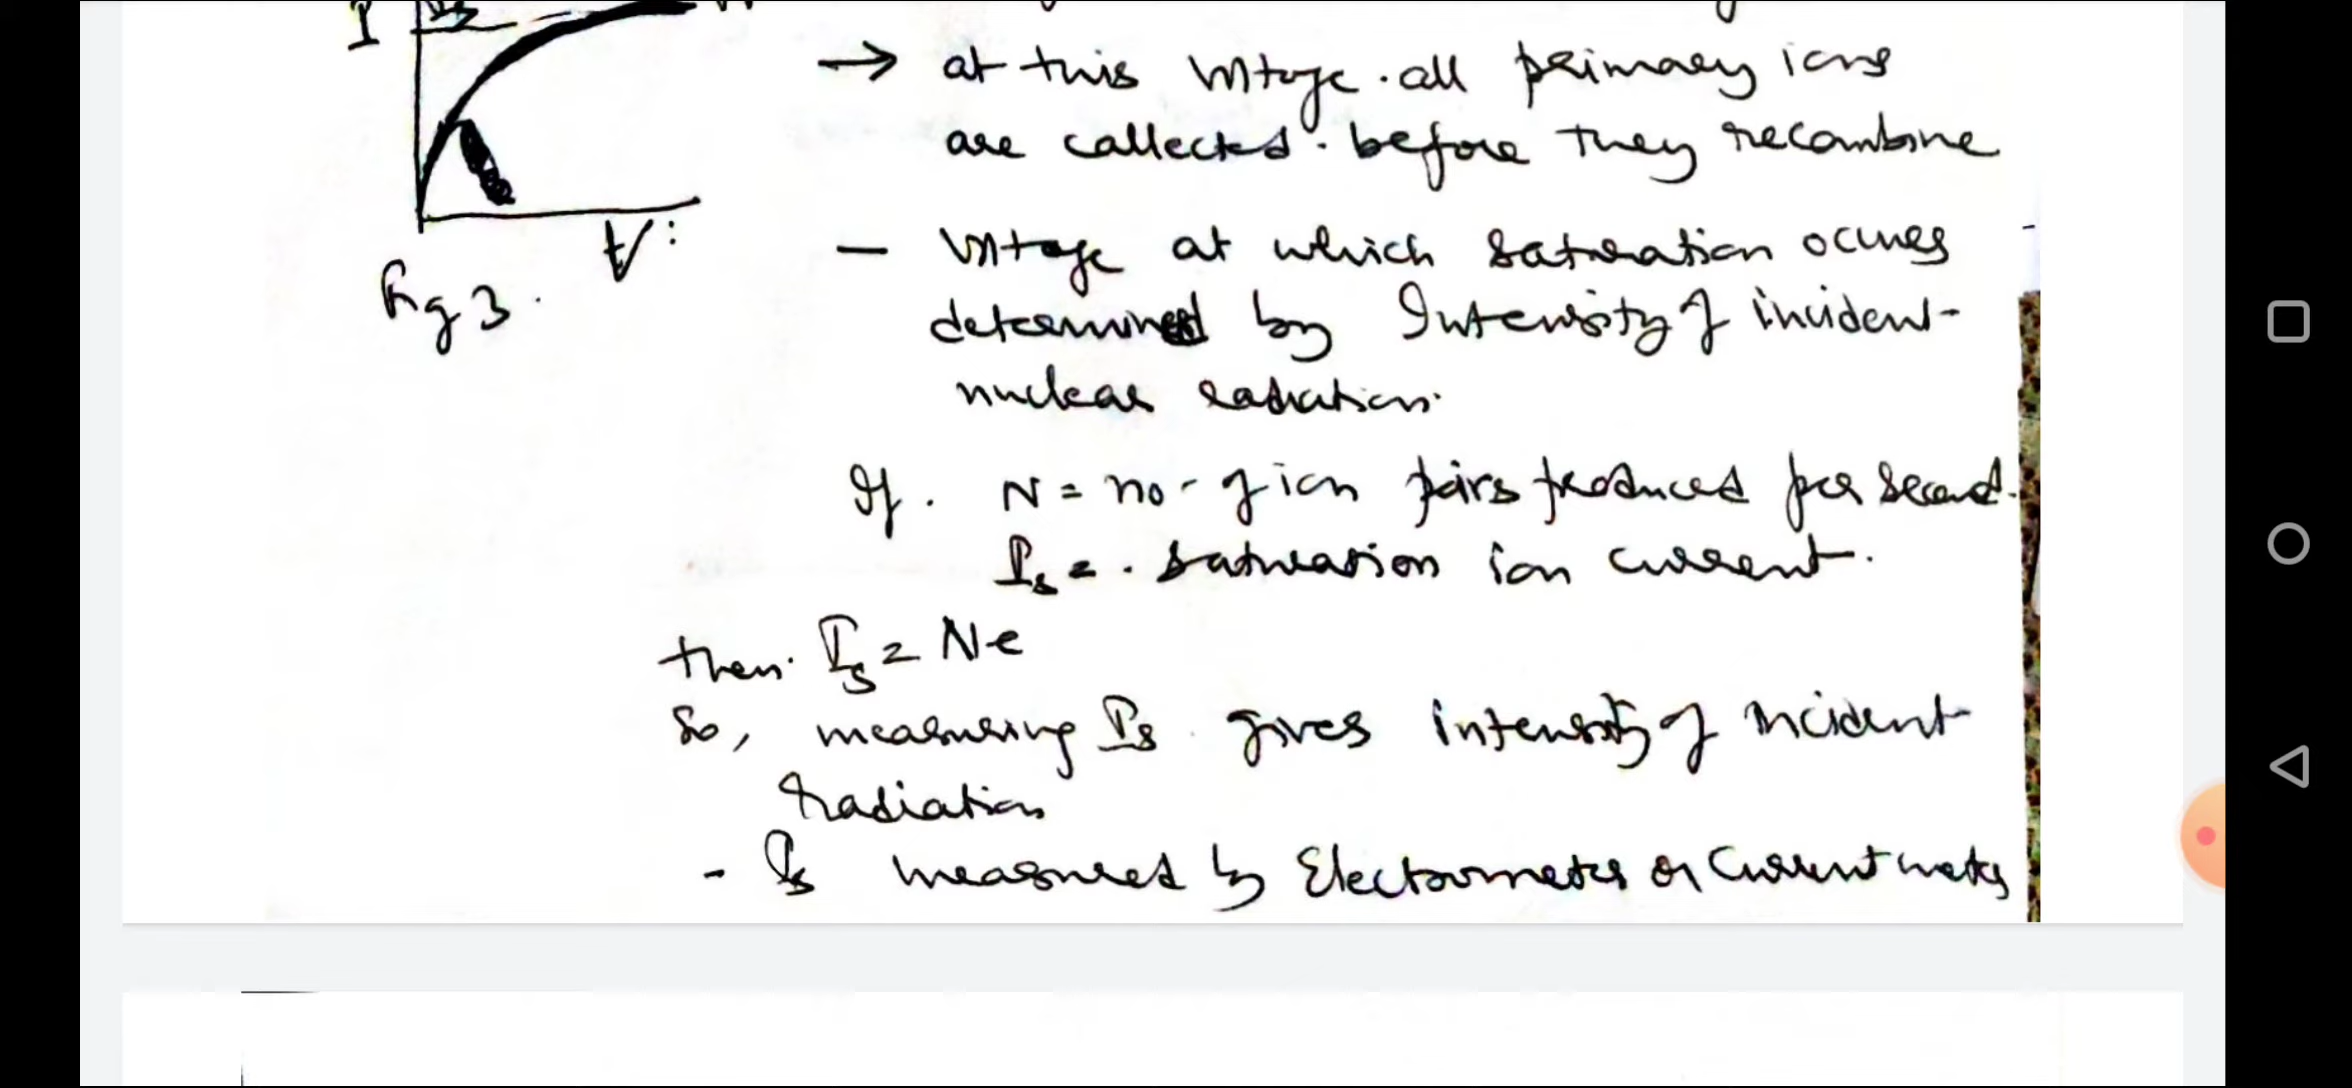 I Is
→ at this voltage. all primary ions
are collected. before they recombine
V:
Fig 3.
- Voltage at which saturation occurs
determined by Intensity of incident
nuclear radiation.
If. N = no. of ion pairs produced per second.
Is = . saturation ion current.
then. Is = Ne
So, measuring Is. gives intensity of incident
radiation
- Is measured by Electrometer or Current meter